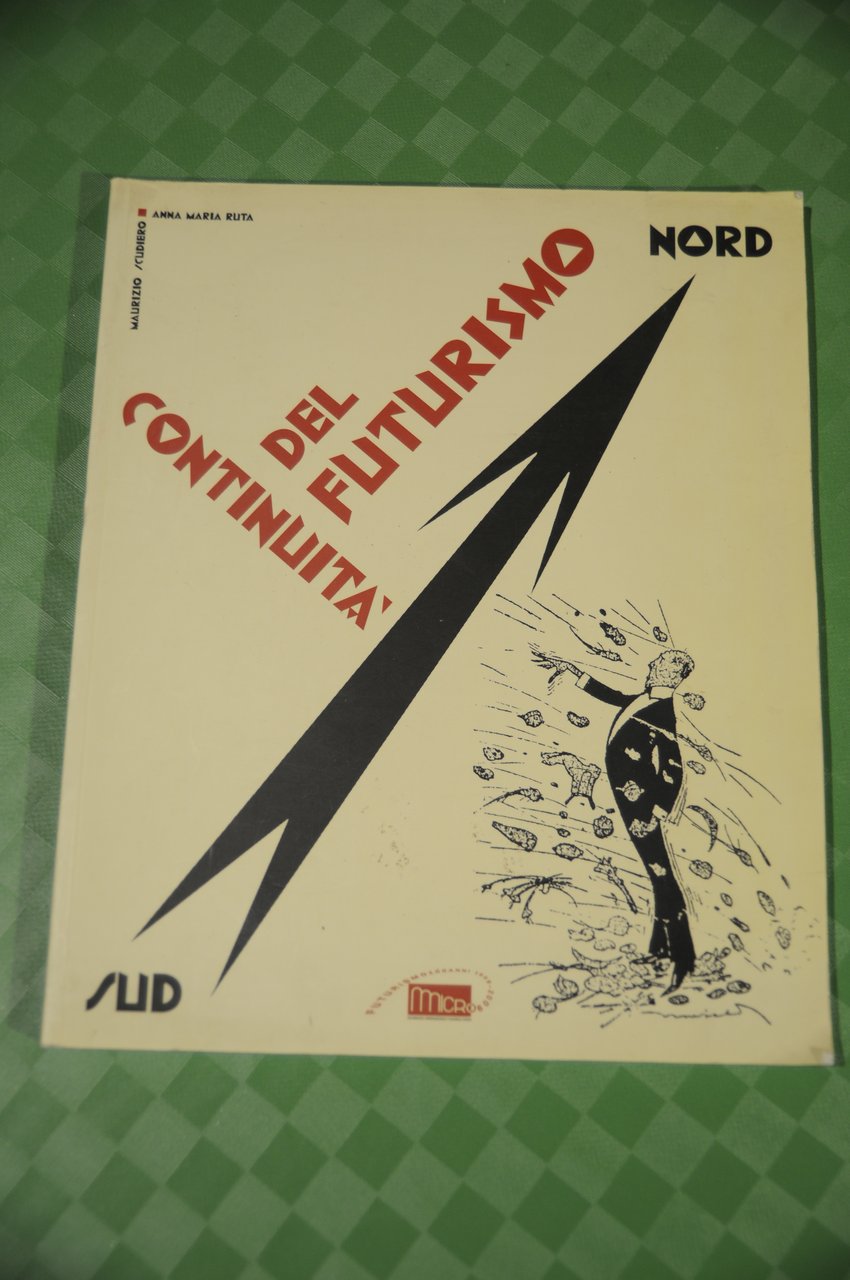 ANNA MARIA RUTA
MAURIZIO SCUDIERO
NORD
CONTINUITA'
DEL
FUTURISMO
SUD
MICRO